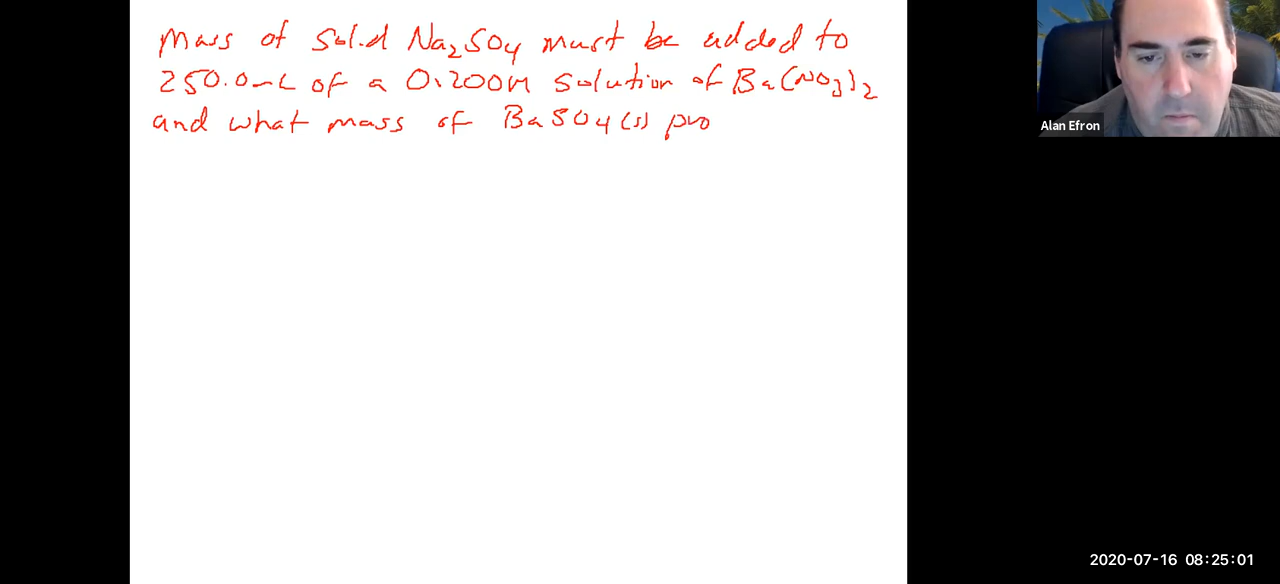 Mass of Solid Na₂SO₄ must be added to
250.0mL of a 0.200M solution of Ba(NO₃)₂
and what mass of BaSO₄(s) pro
Alan Efron
2020-07-16 08:25:01